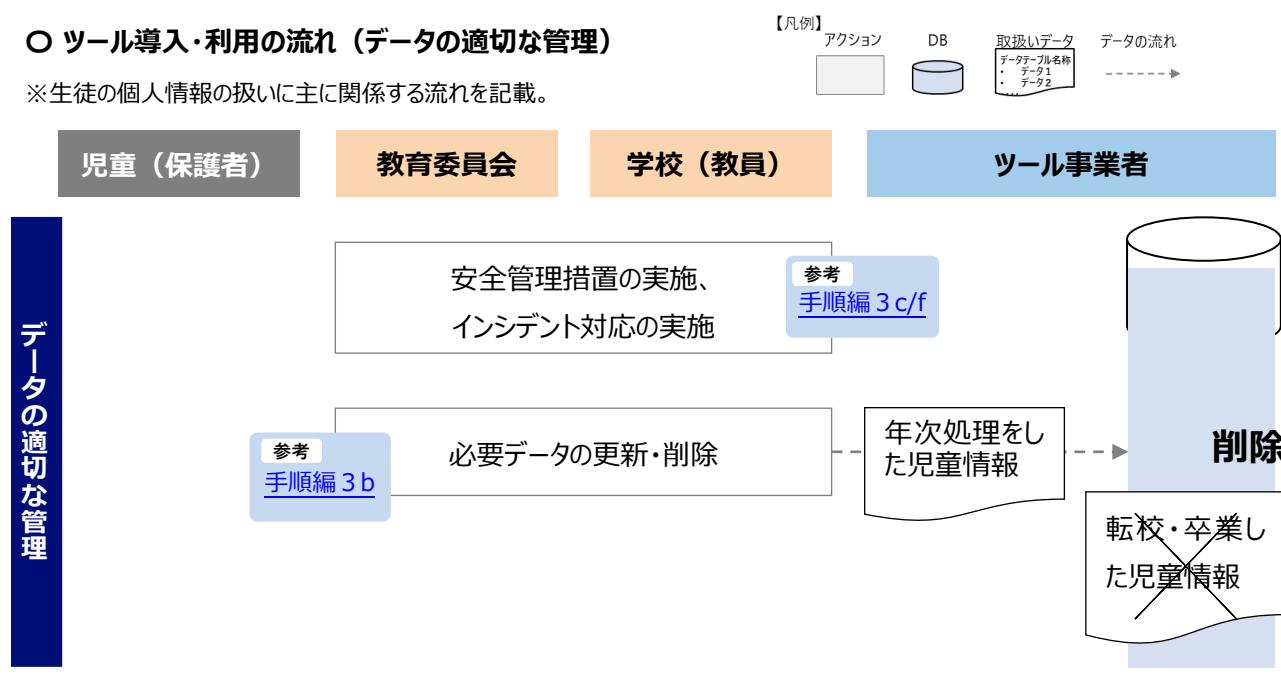 〇 ツール導入・利用の流れ（データの適切な管理）
※生徒の個人情報の扱いに主に関係する流れを記載。
【凡例】
アクション
DB
取扱いデータ
データの流れ
データテーブル名称
・ データ1
・ データ2
...
児童（保護者）
教育委員会
学校（教員）
ツール事業者
データの適切な管理
安全管理措置の実施、
インシデント対応の実施
参考
手順編３c/f
必要データの更新・削除
参考
手順編３b
年次処理をし
た児童情報
削除
転校・卒業し
た児童情報